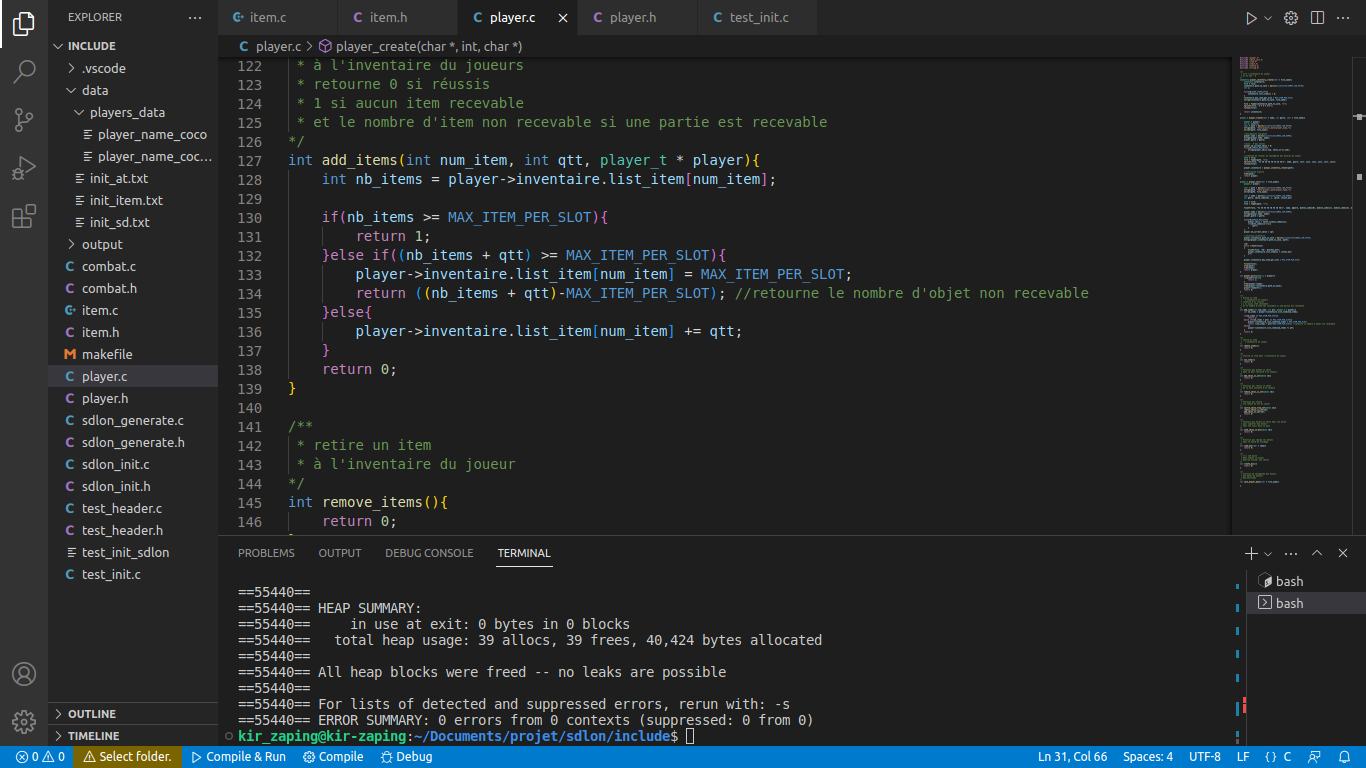 EXPLORER
INCLUDE
.vscode
data
players_data
player_name_coco
player_name_coc...
init_at.txt
init_item.txt
init_sd.txt
output
combat.c
combat.h
item.c
item.h
makefile
player.c
player.h
sdlon_generate.c
sdlon_generate.h
sdlon_init.c
sdlon_init.h
test_header.c
test_header.h
test_init_sdlon
test_init.c
OUTLINE
TIMELINE
item.c item.h player.c player.h test_init.c
player.c > player_create(char *, int, char *)
122 * à l'inventaire du joueurs
123 * retourne 0 si réussis
124 * 1 si aucun item recevable
125 * et le nombre d'item non recevable si une partie est recevable
126 */
127 int add_items(int num_item, int qtt, player_t * player){
128 int nb_items = player->inventaire.list_item[num_item];
129
130 if(nb_items >= MAX_ITEM_PER_SLOT){
131 return 1;
132 }else if((nb_items + qtt) >= MAX_ITEM_PER_SLOT){
133 player->inventaire.list_item[num_item] = MAX_ITEM_PER_SLOT;
134 return ((nb_items + qtt)-MAX_ITEM_PER_SLOT); //retourne le nombre d'objet non recevable
135 }else{
136 player->inventaire.list_item[num_item] += qtt;
137 }
138 return 0;
139 }
140
141 /**
142 * retire un item
143 * à l'inventaire du joueur
144 */
145 int remove_items(){
146 return 0;
PROBLEMS OUTPUT DEBUG CONSOLE TERMINAL
==55440==
==55440== HEAP SUMMARY:
==55440== in use at exit: 0 bytes in 0 blocks
==55440== total heap usage: 39 allocs, 39 frees, 40,424 bytes allocated
==55440==
==55440== All heap blocks were freed -- no leaks are possible
==55440==
==55440== For lists of detected and suppressed errors, rerun with: -s
==55440== ERROR SUMMARY: 0 errors from 0 contexts (suppressed: 0 from 0)
kir_zaping@kir-zaping:~/Documents/projet/sdlon/include$
bash
bash
0 0 Select folder. Compile & Run Compile Debug Ln 31, Col 66 Spaces: 4 UTF-8 LF {} C